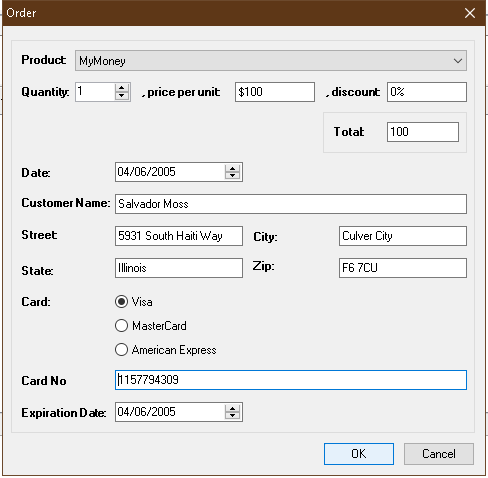 Order
Product: MyMoney
Quantity: 1 , price per unit: $100 , discount: 0%
Total: 100
Date: 04/06/2005
Customer Name: Salvador Moss
Street: 5931 South Haiti Way City: Culver City
State: Illinois Zip: F6 7CU
Card: Visa
MasterCard
American Express
Card No 1157794309
Expiration Date: 04/06/2005
OK Cancel